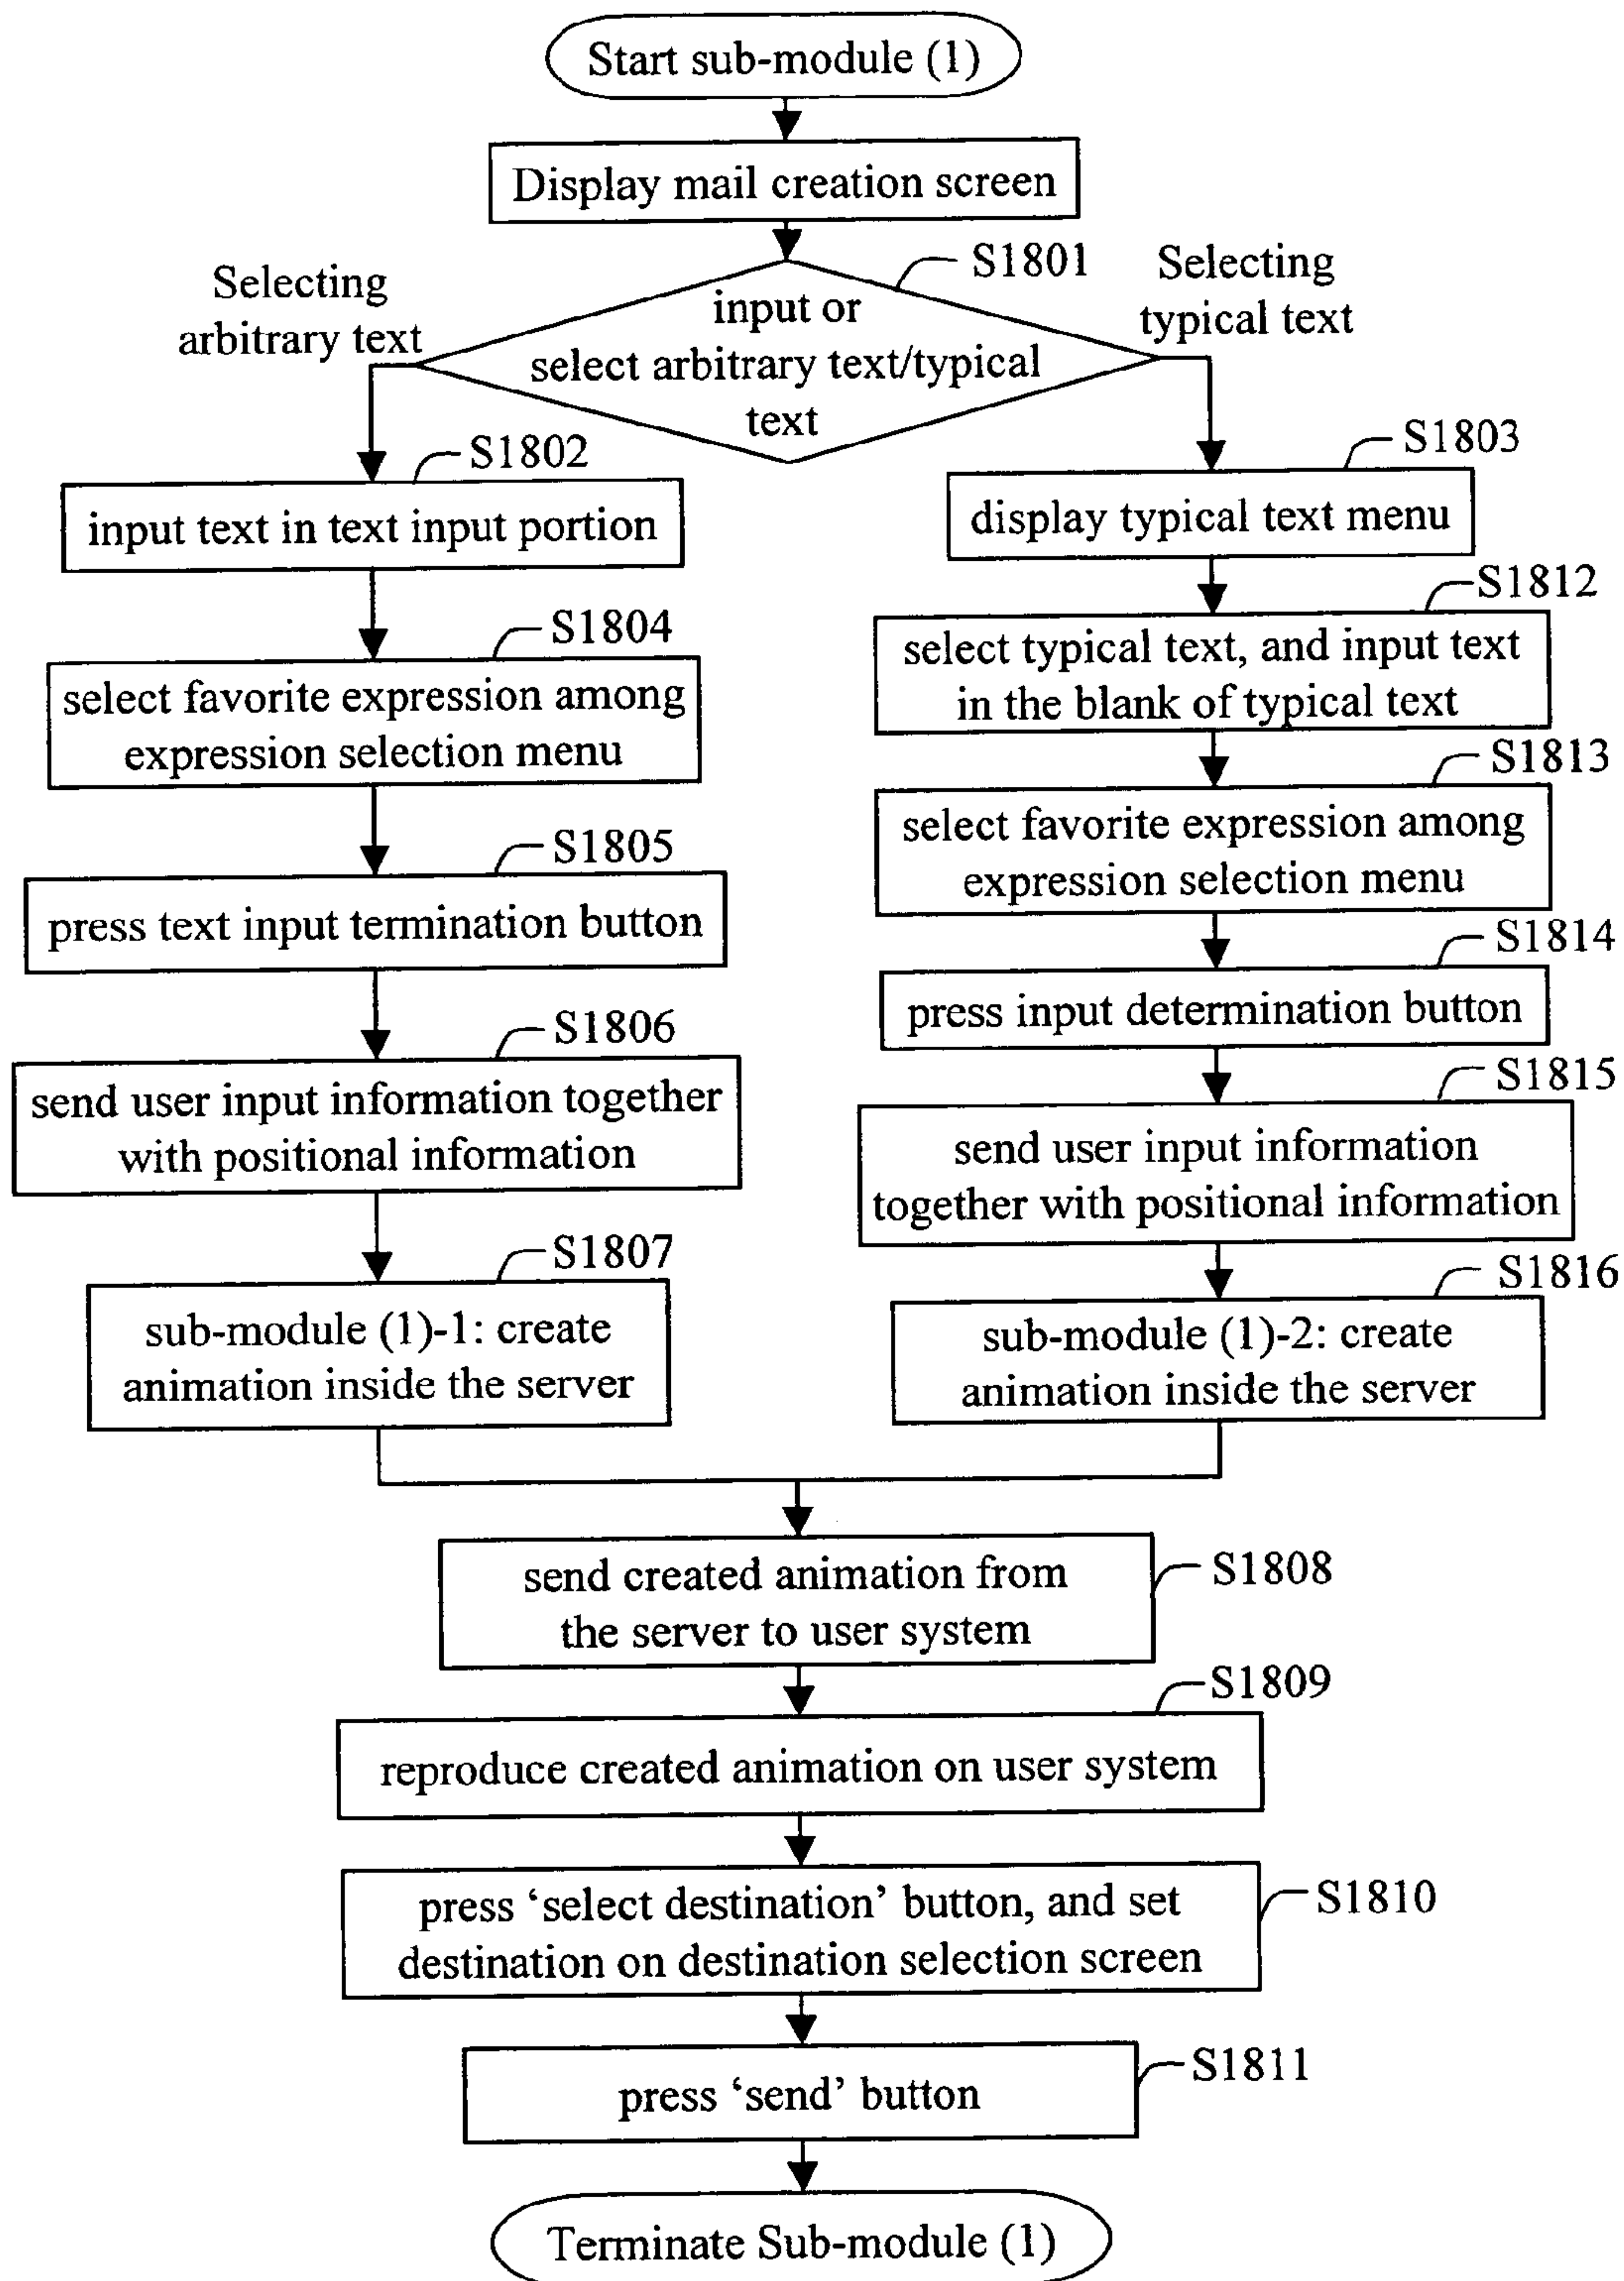 Start sub-module (1)
Display mail creation screen
S1801
Selecting
arbitrary text
input or
select arbitrary text/typical
text
Selecting
typical text
S1802
input text in text input portion
S1804
select favorite expression among
expression selection menu
S1805
press text input termination button
S1806
send user input information together
with positional information
S1807
sub-module (1)-1: create
animation inside the server
S1803
display typical text menu
S1812
select typical text, and input text
in the blank of typical text
S1813
select favorite expression among
expression selection menu
S1814
press input determination button
S1815
send user input information
together with positional information
S1816
sub-module (1)-2: create
animation inside the server
send created animation from
the server to user system
S1808
S1809
reproduce created animation on user system
press ‘select destination’ button, and set
destination on destination selection screen
S1810
press ‘send’ button
S1811
Terminate Sub-module (1)